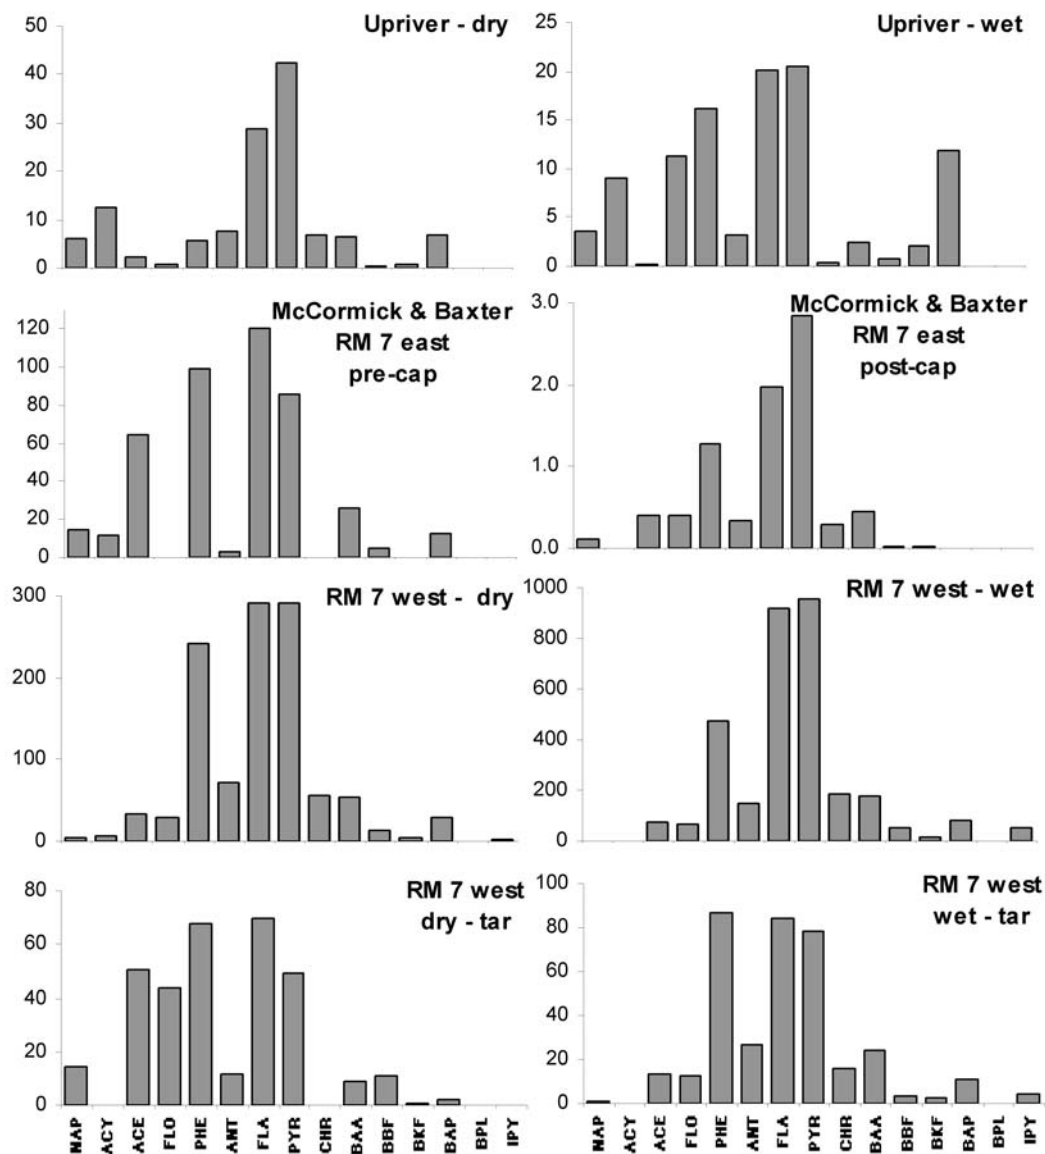 Upriver - dry
50
40
30
20
10
0
Upriver - wet
25
20
15
10
5
0
McCormick & Baxter
RM 7 east
pre-cap
120
100
80
60
40
20
0
McCormick & Baxter
RM 7 east
post-cap
3.0
2.0
1.0
0.0
RM 7 west - dry
300
200
100
0
RM 7 west - wet
1000
800
600
400
200
0
RM 7 west
dry - tar
80
60
40
20
0
NAP ACY ACE FLO PHE ANT FLA PYR CHR BAA BBF BKF BAP BPL IPY
RM 7 west
wet - tar
100
80
60
40
20
0
NAP ACY ACE FLO PHE ANT FLA PYR CHR BAA BBF BKF BAP BPL IPY